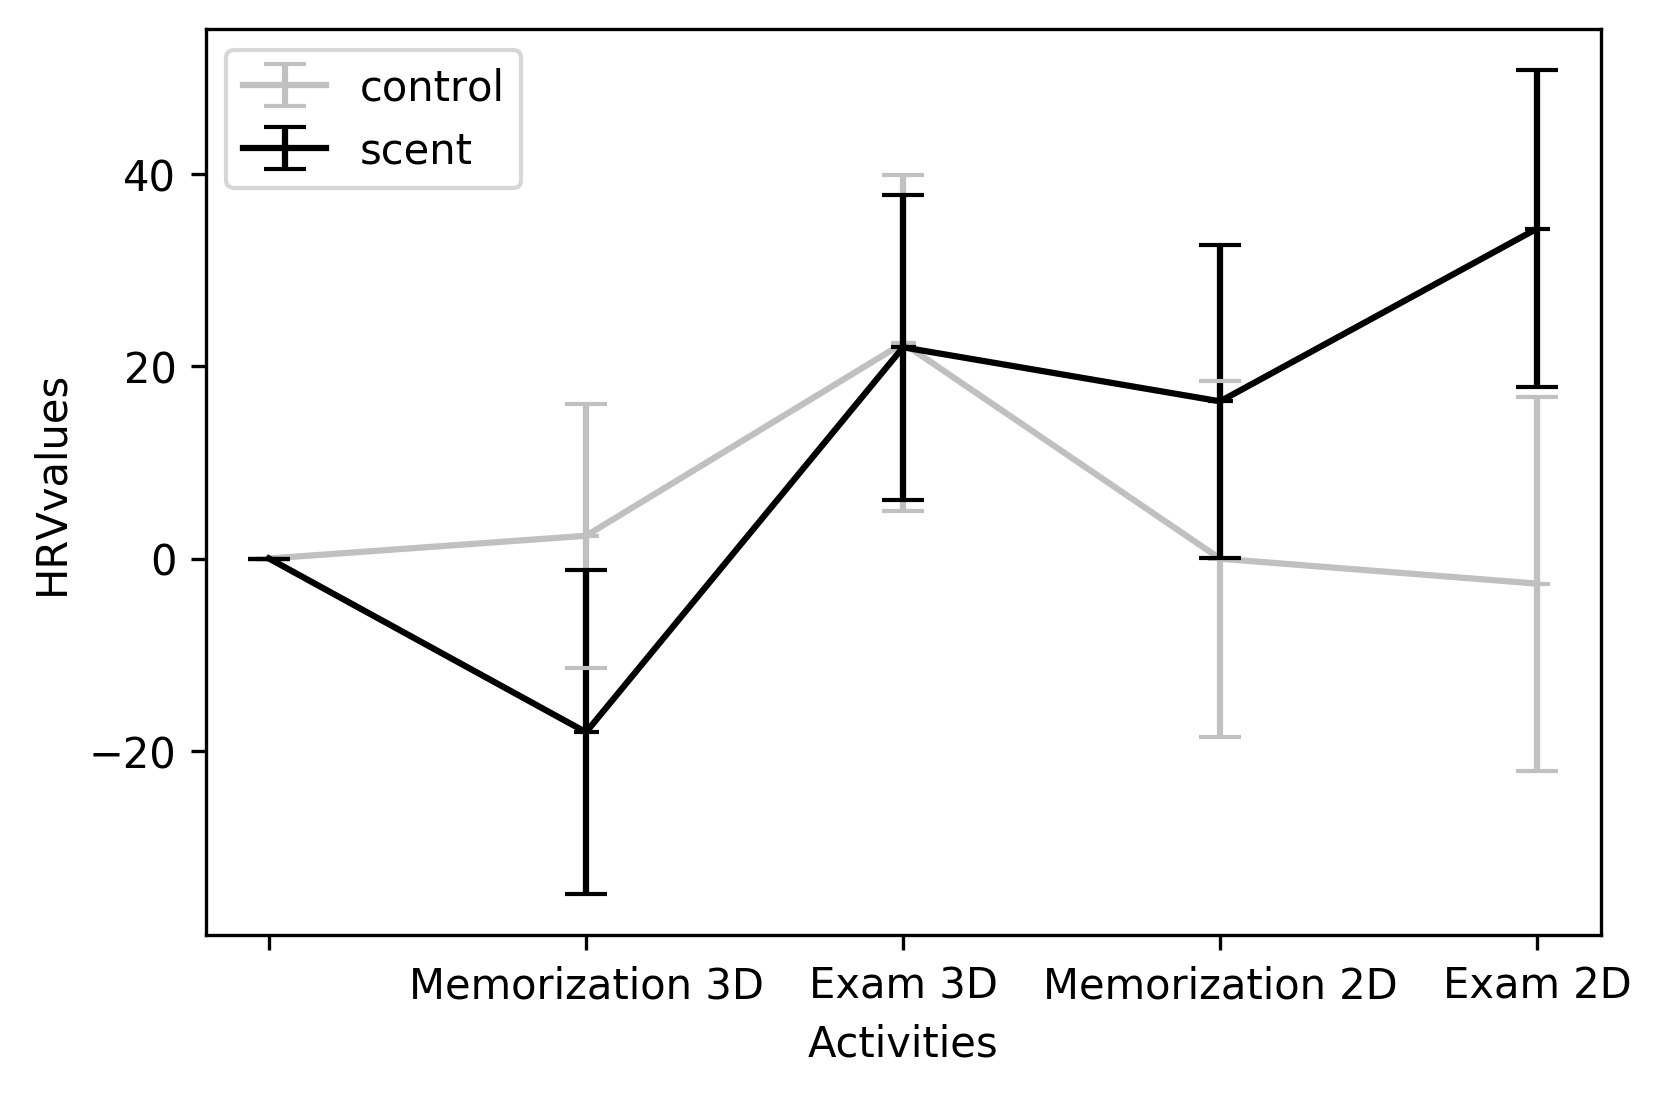 control
scent
40
20
0
−20
HRVvalues
Memorization 3D Exam 3D Memorization 2D Exam 2D
Activities